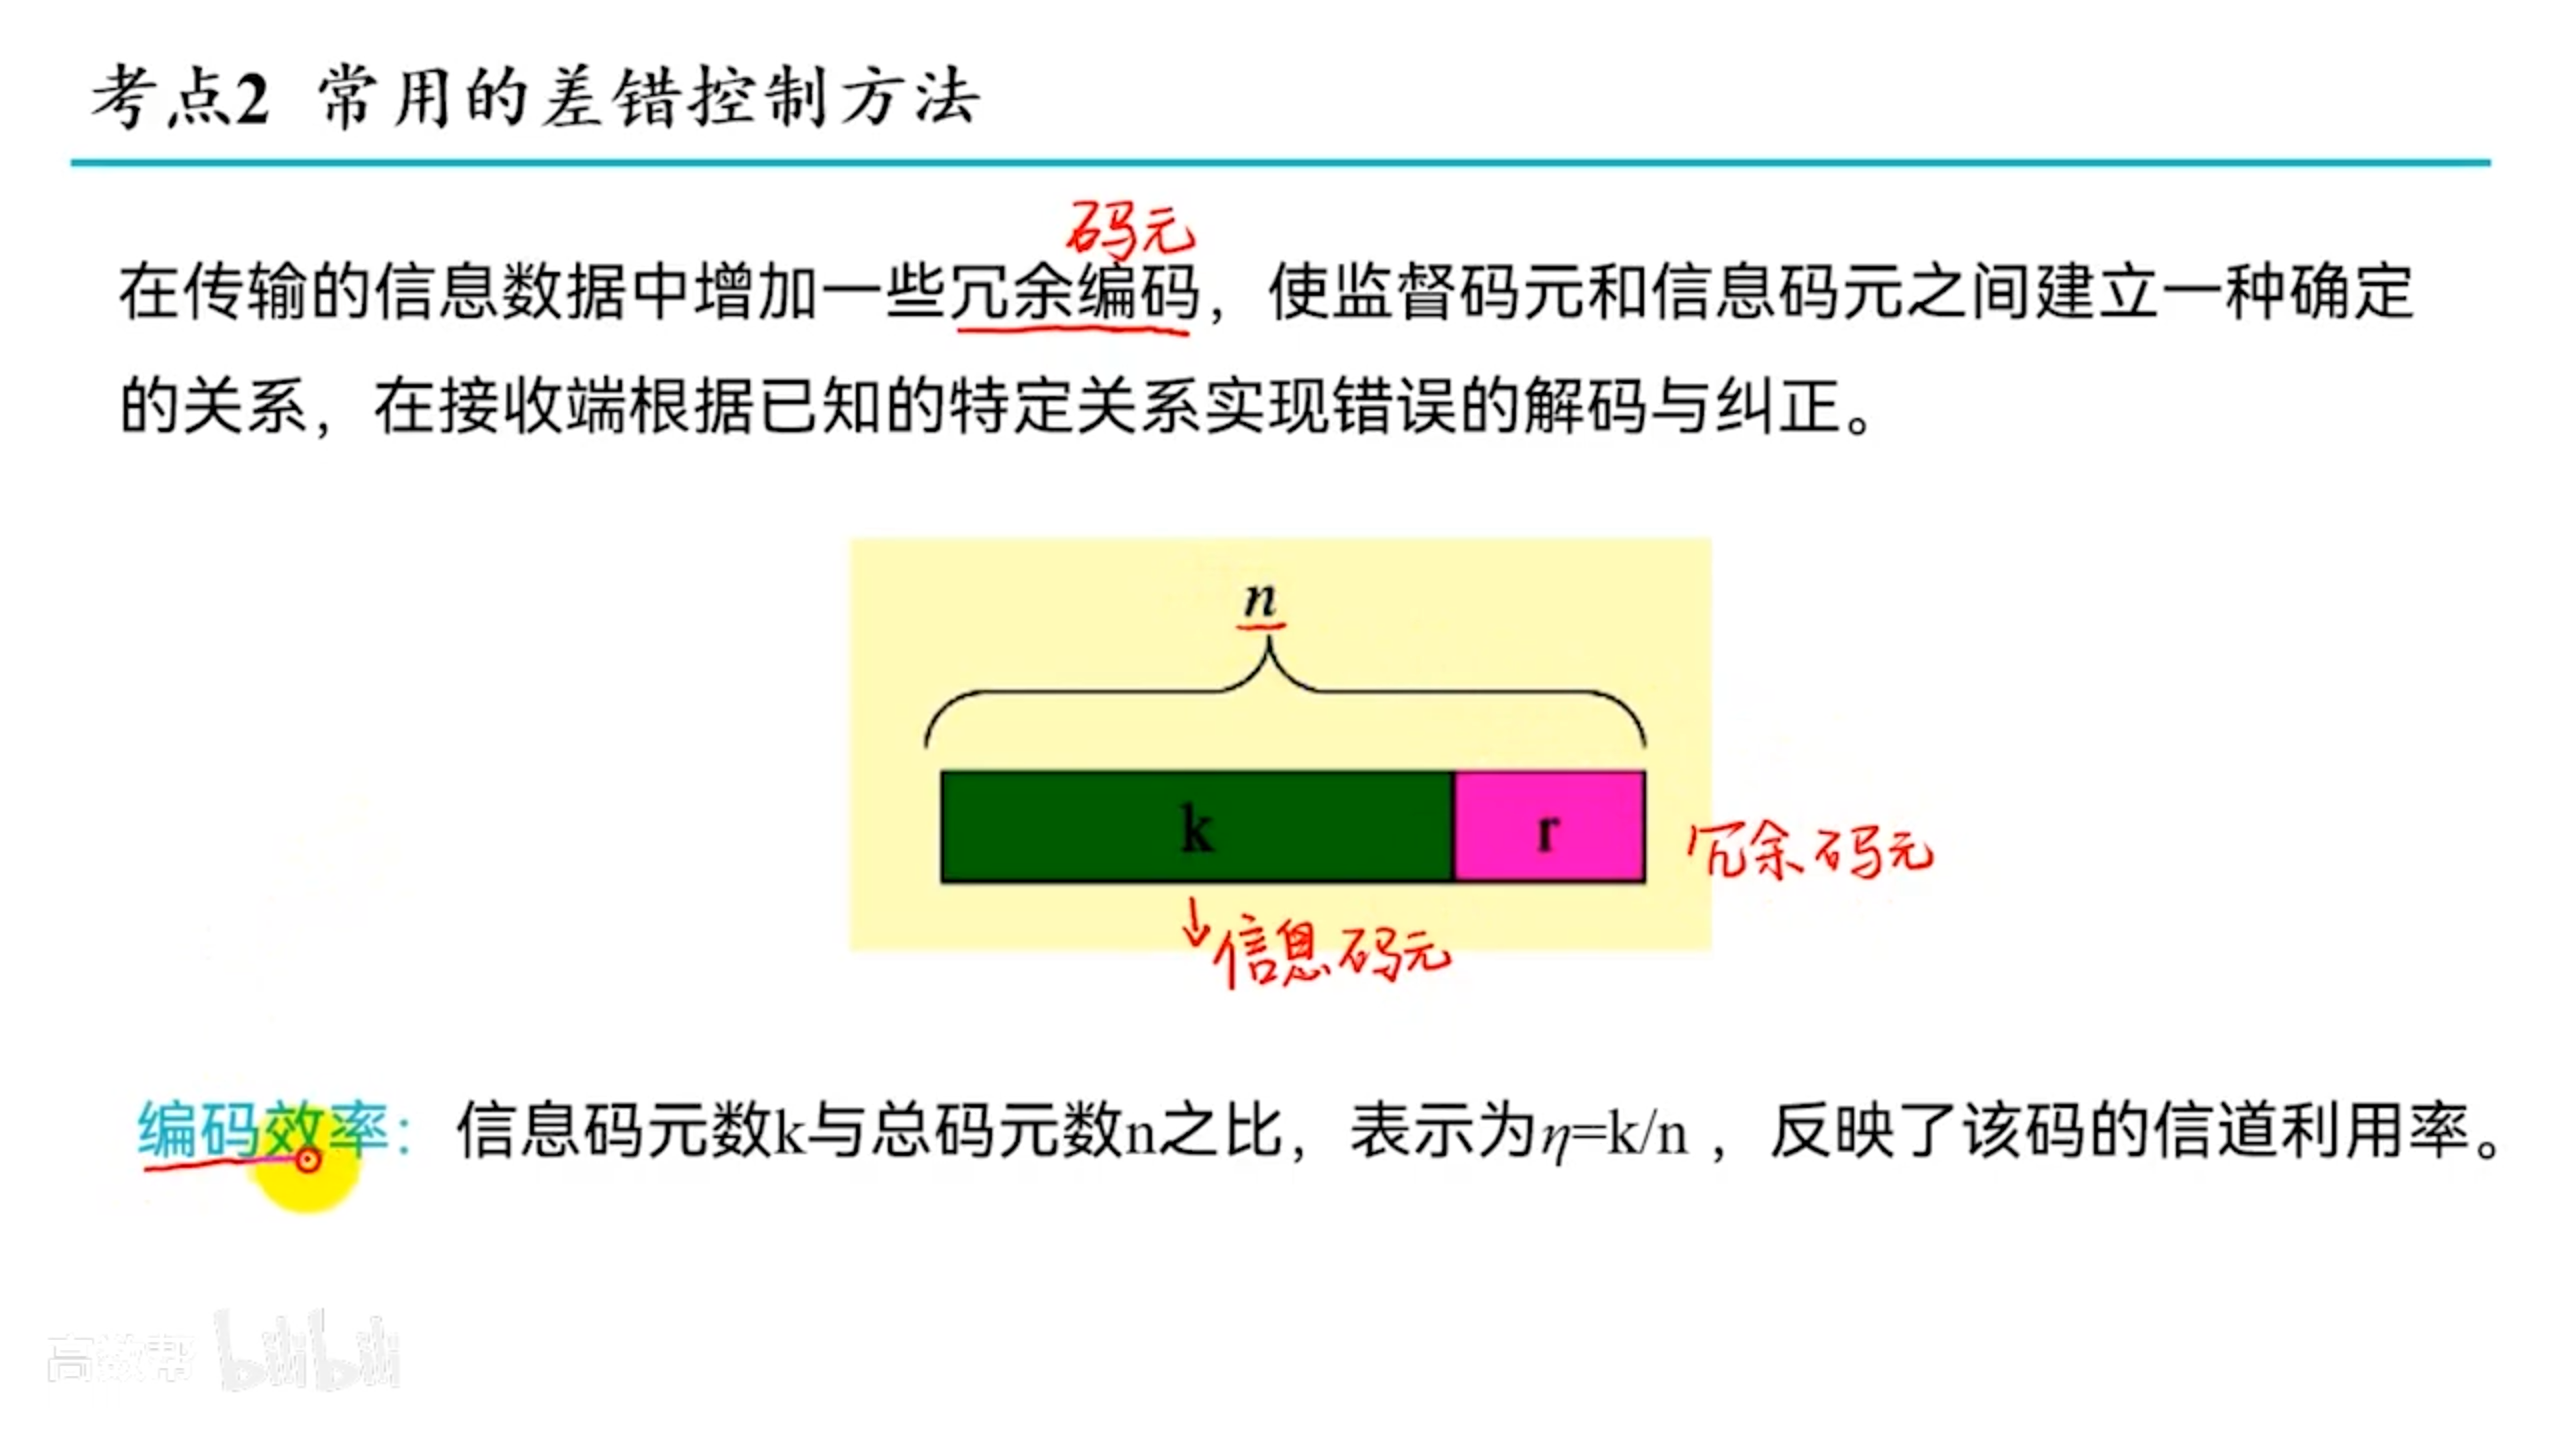 考点2 常用的差错控制方法
码元
在传输的信息数据中增加一些冗余编码，使监督码元和信息码元之间建立一种确定
的关系，在接收端根据已知的特定关系实现错误的解码与纠正。
n
k
r
冗余码元
信息码元
编码效率：信息码元数k与总码元数n之比，表示为η=k/n，反映了该码的信道利用率。
高数帮 bilibili